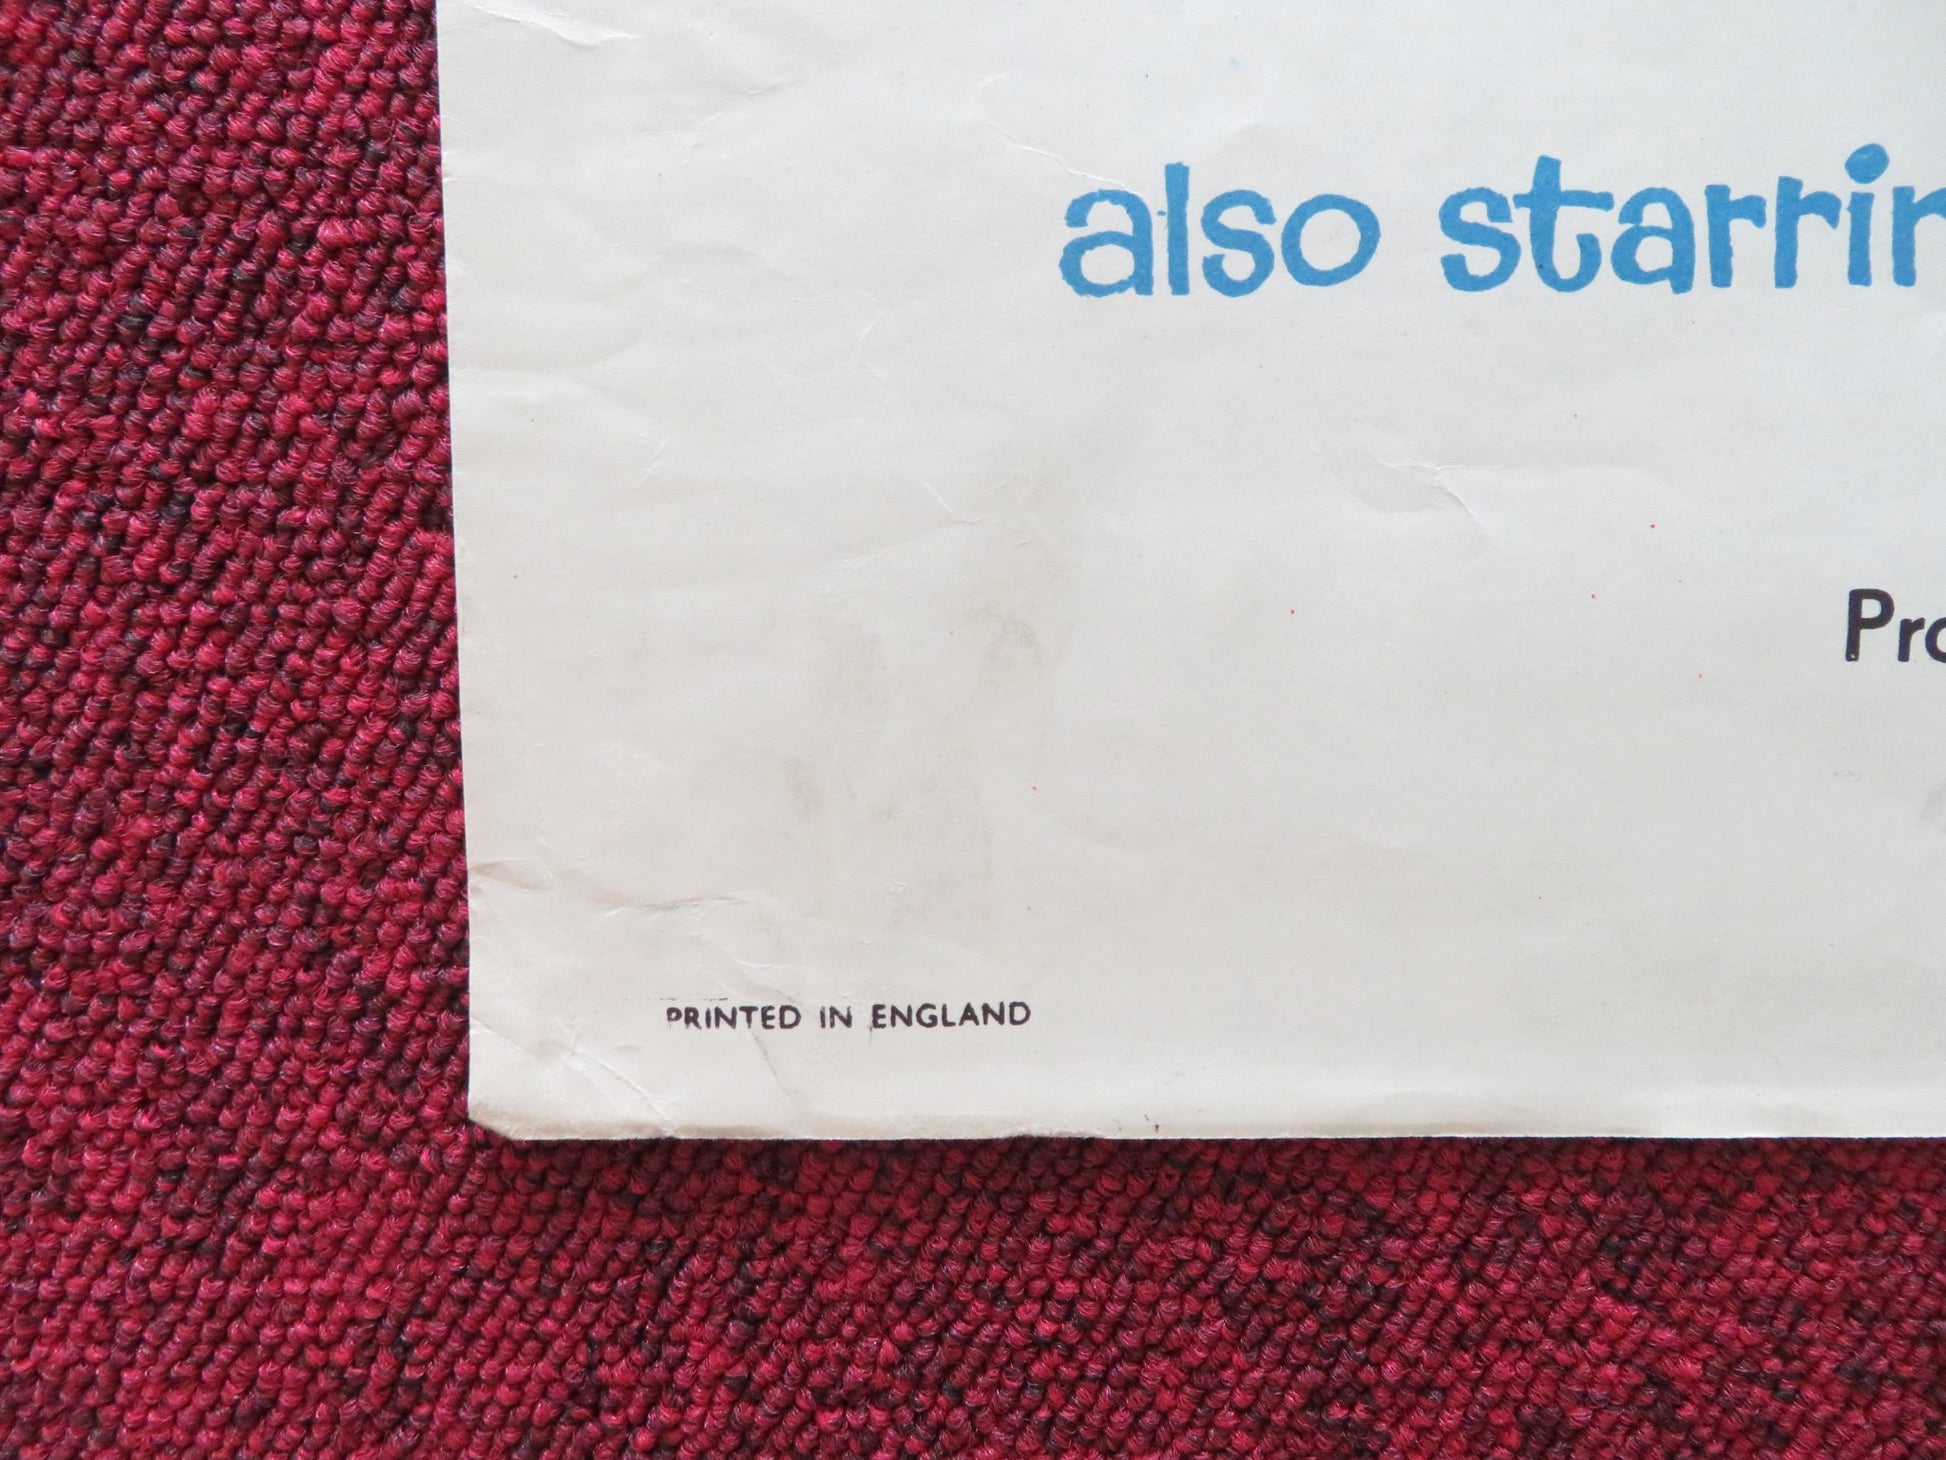 also starrin
Pro
PRINTED IN ENGLAND